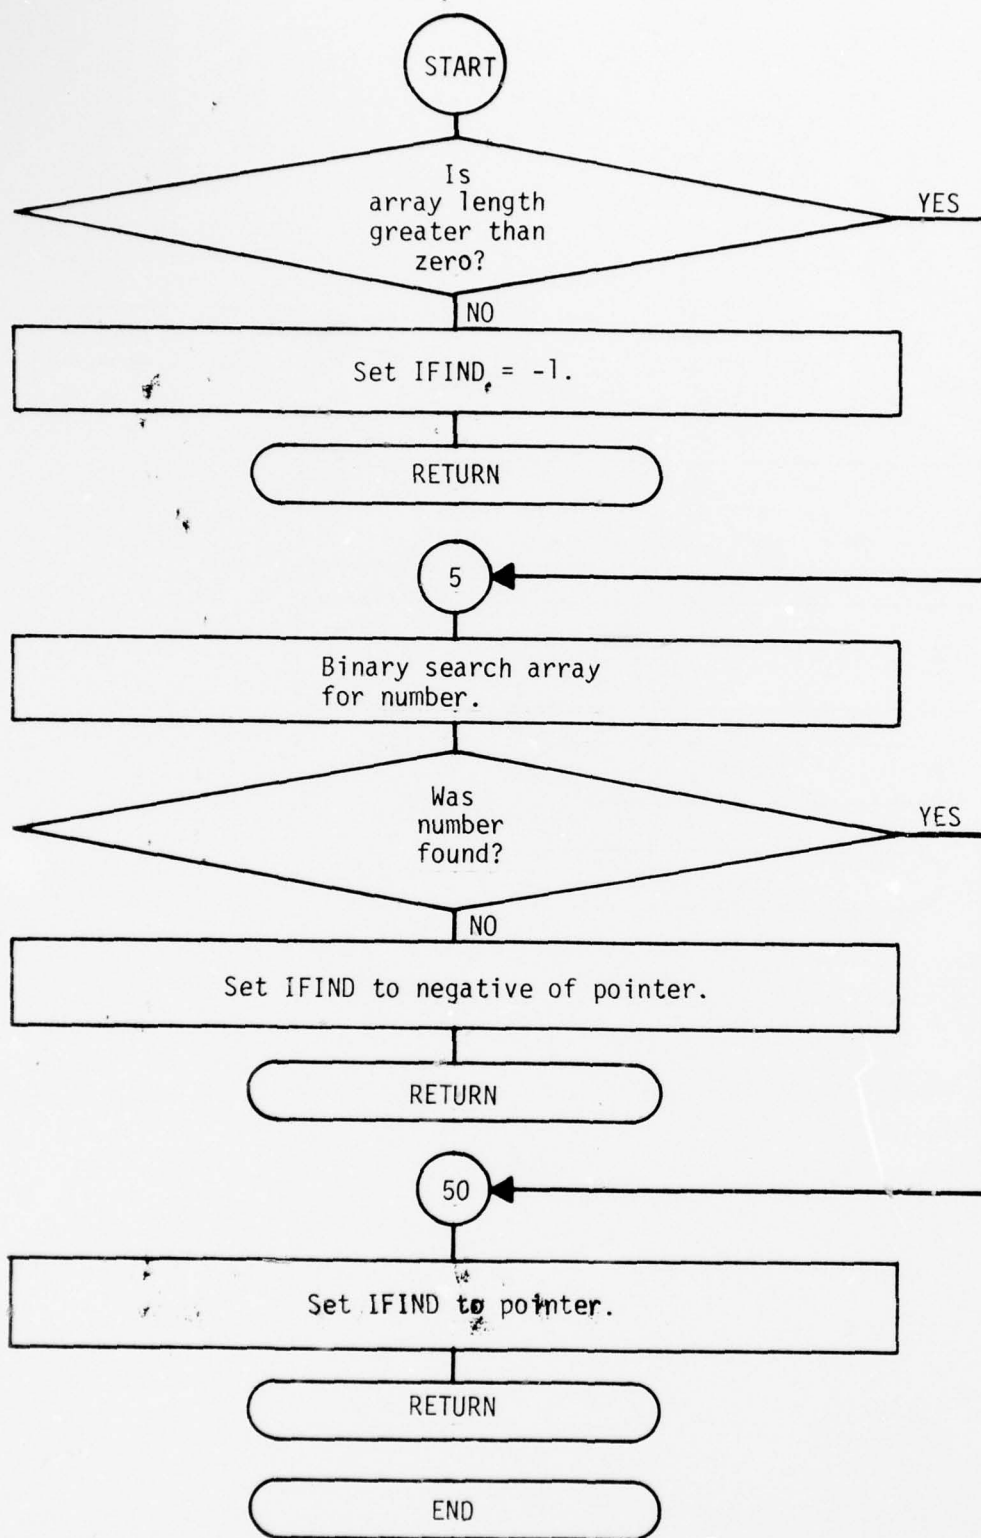 START
Is
array length
greater than
zero?
YES
NO
Set IFIND = -1.
RETURN
5
Binary search array
for number.
Was
number
found?
YES
NO
Set IFIND to negative of pointer.
RETURN
50
Set IFIND to pointer.
RETURN
END